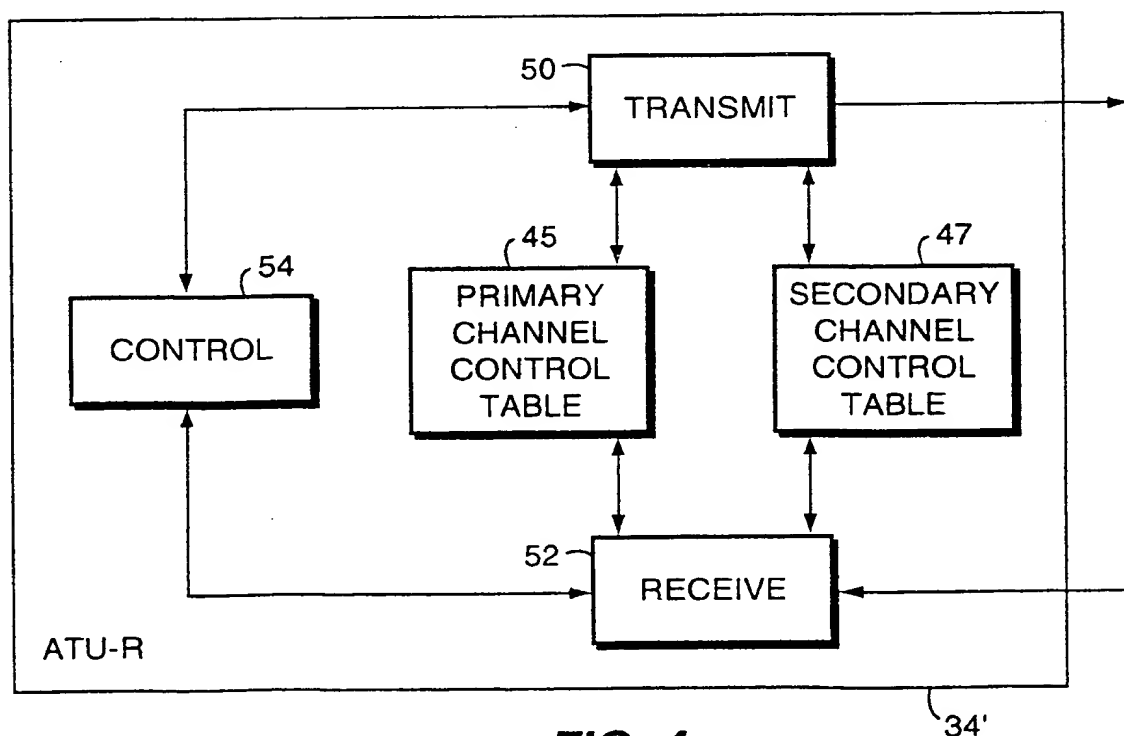 50
TRANSMIT
45
47
54
PRIMARY
CHANNEL
CONTROL
TABLE
SECONDARY
CHANNEL
CONTROL
TABLE
CONTROL
52
RECEIVE
ATU-R
34'